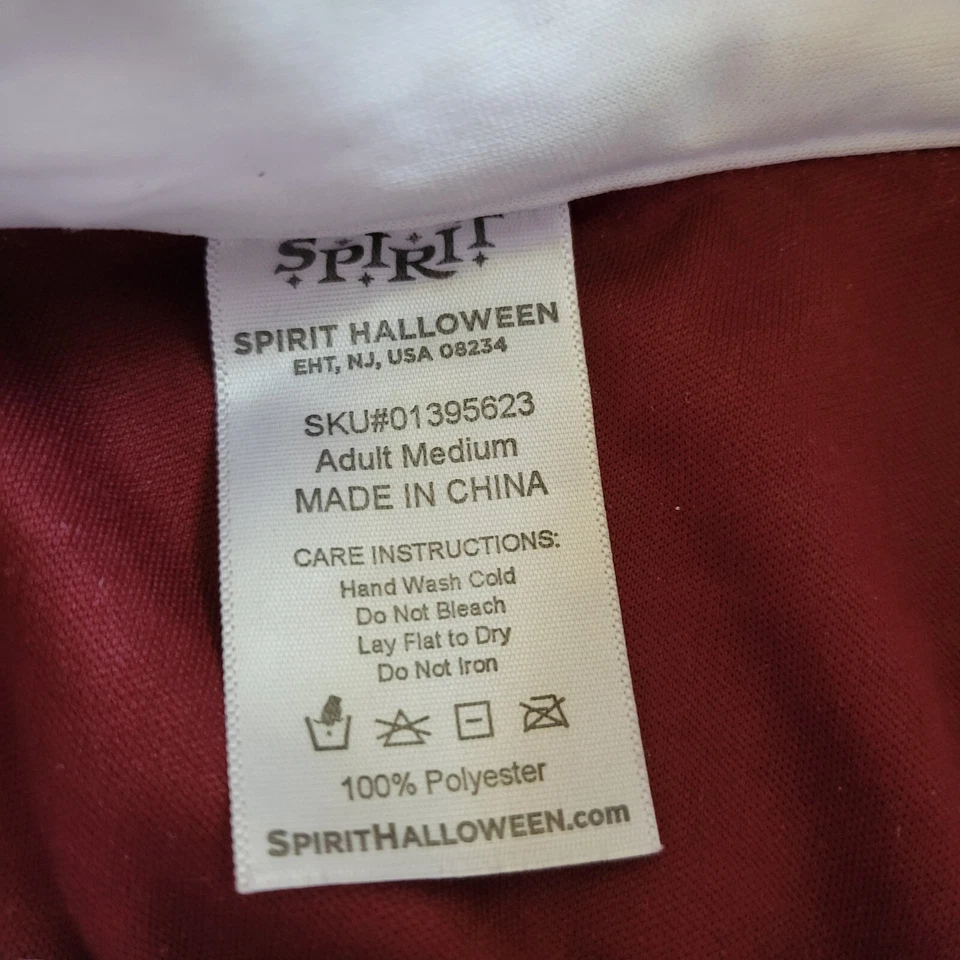 SPIRIT
SPIRIT HALLOWEEN
EHT, NJ, USA 08234
SKU#01395623
Adult Medium
MADE IN CHINA
CARE INSTRUCTIONS:
Hand Wash Cold
Do Not Bleach
Lay Flat to Dry
Do Not Iron
100% Polyester
SPIRITHALLOWEEN.com